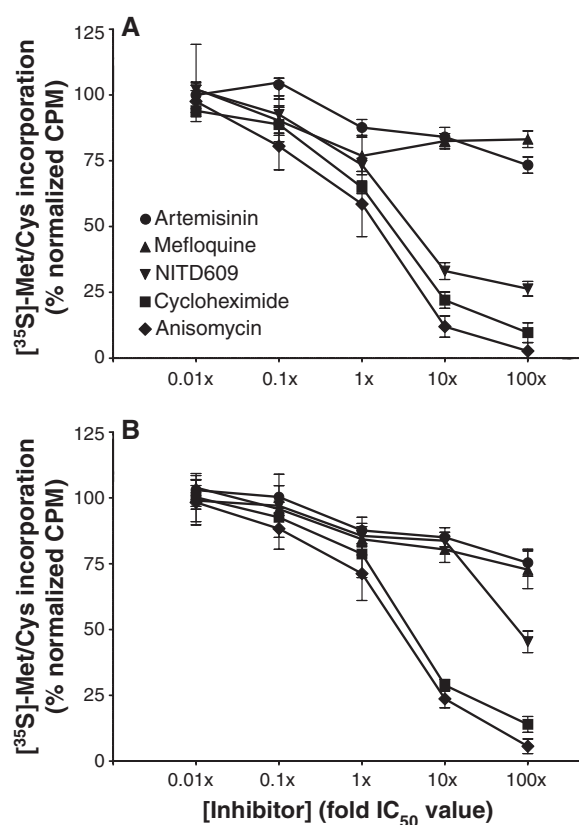 A
125
100
75
50
25
0
[³⁵S]-Met/Cys incorporation
(% normalized CPM)
Artemisinin
Mefloquine
NITD609
Cycloheximide
Anisomycin
0.01x 0.1x 1x 10x 100x
B
125
100
75
50
25
0
[³⁵S]-Met/Cys incorporation
(% normalized CPM)
0.01x 0.1x 1x 10x 100x
[Inhibitor] (fold IC₅₀ value)